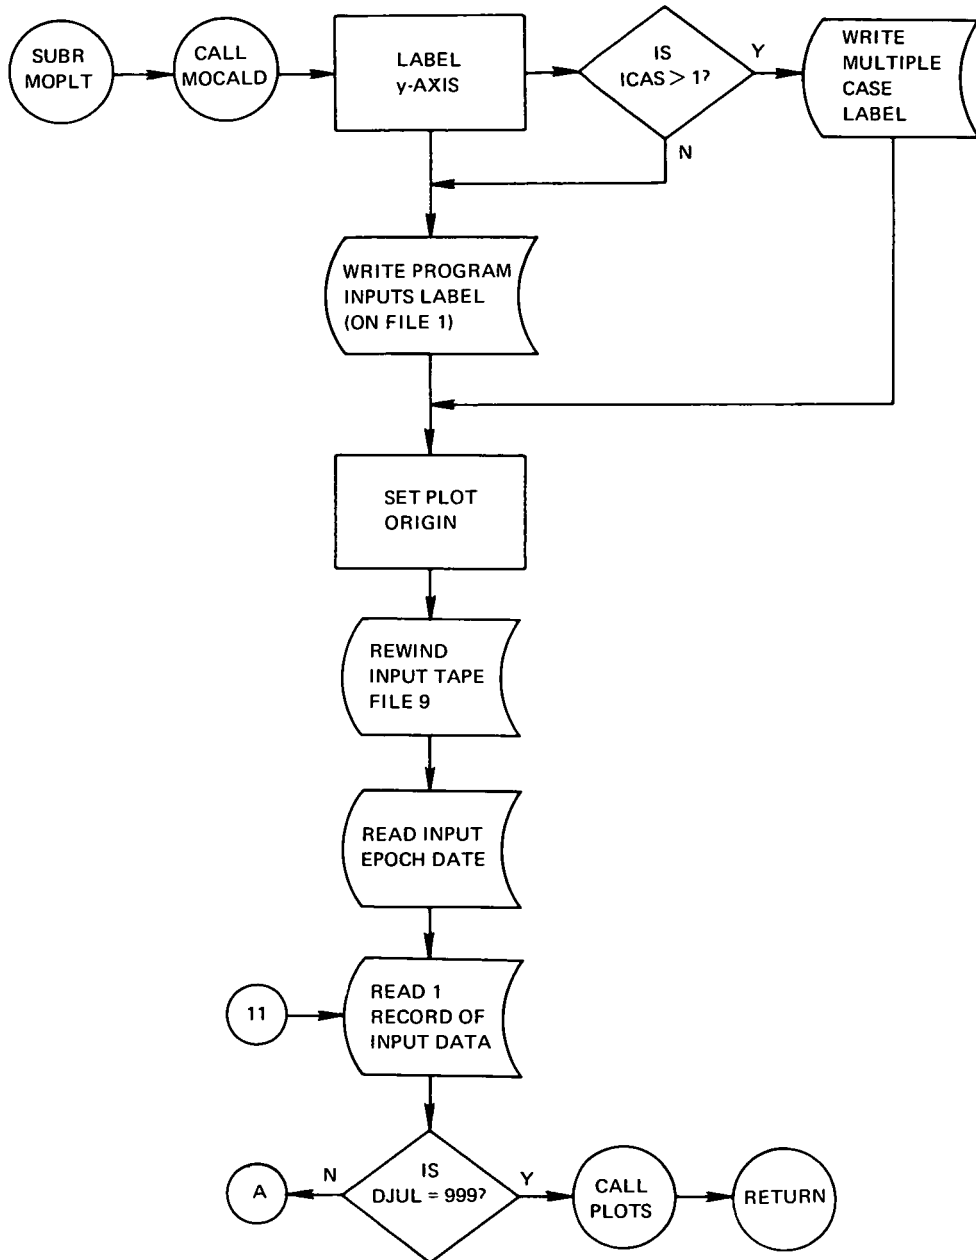 SUBR
MOPLT
CALL
MOCALD
LABEL
y-AXIS
IS
ICAS > 1?
Y
N
WRITE
MULTIPLE
CASE
LABEL
WRITE PROGRAM
INPUTS LABEL
(ON FILE 1)
SET PLOT
ORIGIN
REWIND
INPUT TAPE
FILE 9
READ INPUT
EPOCH DATE
11
READ 1
RECORD OF
INPUT DATA
A
N
IS
DJUL = 999?
Y
CALL
PLOTS
RETURN